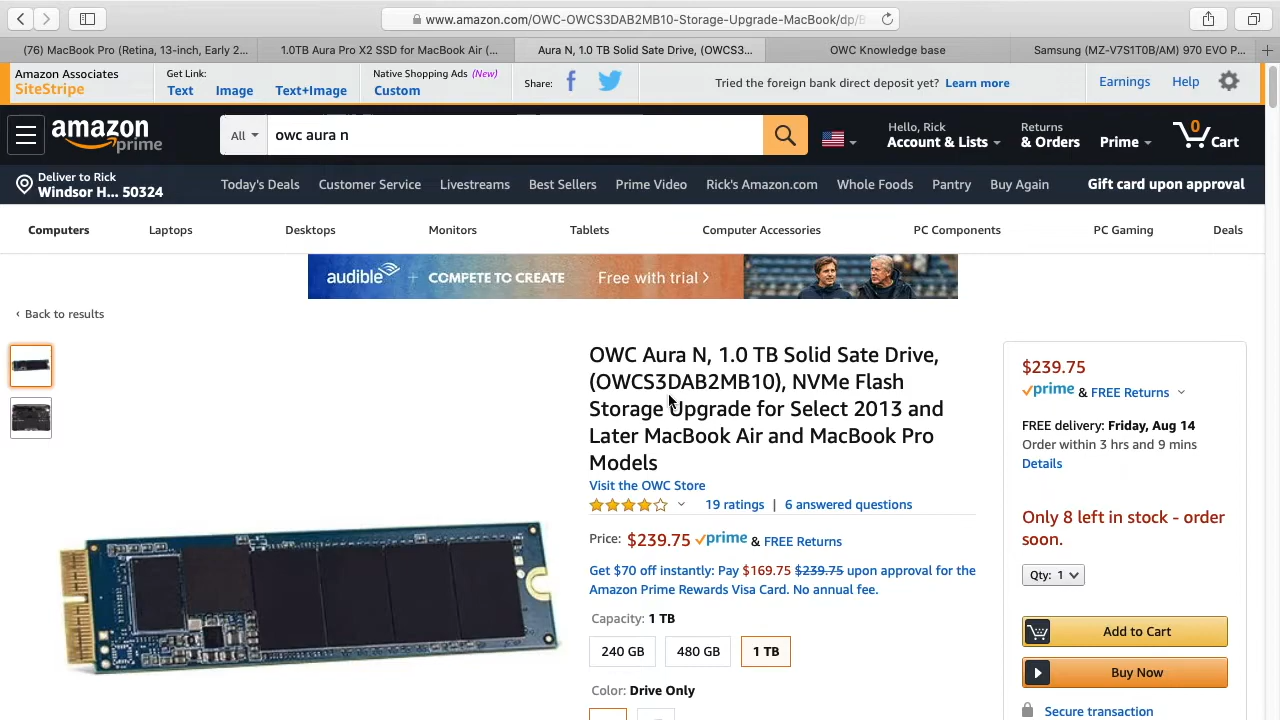 www.amazon.com/OWC-OWCS3DAB2MB10-Storage-Upgrade-MacBook/dp/B
(76) MacBook Pro (Retina, 13-inch, Early 2...
1.0TB Aura Pro X2 SSD for MacBook Air (...
Aura N, 1.0 TB Solid Sate Drive, (OWCS3...
OWC Knowledge base
Samsung (MZ-V7S1T0B/AM) 970 EVO P...
Amazon Associates
SiteStripe
Get Link:
Text
Image
Text+Image
Native Shopping Ads (New)
Custom
Share:
Tried the foreign bank direct deposit yet? Learn more
Earnings
Help
amazon
prime
All
owc aura n
Hello, Rick
Account & Lists
Returns
& Orders
Prime
0
Cart
Deliver to Rick
Windsor H... 50324
Today's Deals
Customer Service
Livestreams
Best Sellers
Prime Video
Rick's Amazon.com
Whole Foods
Pantry
Buy Again
Gift card upon approval
Computers
Laptops
Desktops
Monitors
Tablets
Computer Accessories
PC Components
PC Gaming
Deals
audible + COMPETE TO CREATE Free with trial >
‹ Back to results
OWC Aura N, 1.0 TB Solid Sate Drive,
(OWCS3DAB2MB10), NVMe Flash
Storage Upgrade for Select 2013 and
Later MacBook Air and MacBook Pro
Models
Visit the OWC Store
19 ratings | 6 answered questions
Price: $239.75 prime & FREE Returns
Get $70 off instantly: Pay $169.75 $239.75 upon approval for the
Amazon Prime Rewards Visa Card. No annual fee.
Capacity: 1 TB
240 GB
480 GB
1 TB
Color: Drive Only
$239.75
prime & FREE Returns
FREE delivery: Friday, Aug 14
Order within 3 hrs and 9 mins
Details
Only 8 left in stock - order
soon.
Qty: 1
Add to Cart
Buy Now
Secure transaction